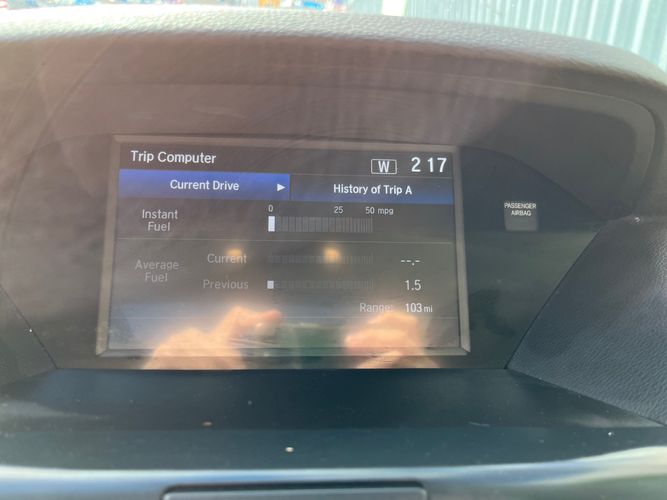 Trip Computer
W 2 17
Current Drive ▶ History of Trip A
Instant Fuel
0 25 50 mpg
Average Fuel
Current --.-
Previous 1.5
Range: 103 mi
PASSENGER
AIRBAG